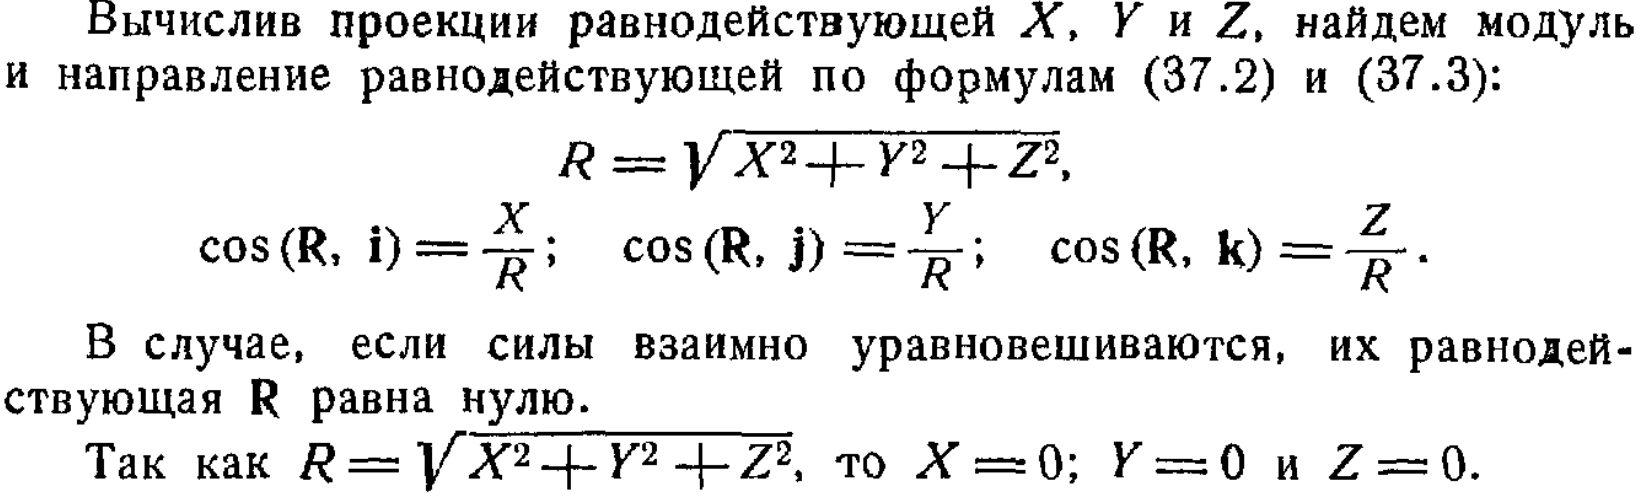 Вычислив проекции равнодействующей X, Y и Z, найдем модуль
и направление равнодействующей по формулам (37.2) и (37.3):
R = √(X² + Y² + Z²),
cos (R, i) = X/R; cos (R, j) = Y/R; cos (R, k) = Z/R.
В случае, если силы взаимно уравновешиваются, их равнодей-
ствующая R равна нулю.
Так как R = √(X² + Y² + Z²), то X = 0; Y = 0 и Z = 0.